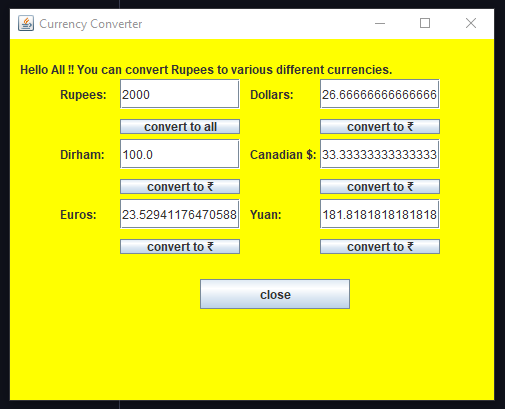 Currency Converter
Hello All !! You can convert Rupees to various different currencies.
Rupees: 2000 Dollars: 26.66666666666666
convert to all convert to ₹
Dirham: 100.0 Canadian $: 33.33333333333333
convert to ₹ convert to ₹
Euros: 23.52941176470588 Yuan: 181.8181818181818
convert to ₹ convert to ₹
close